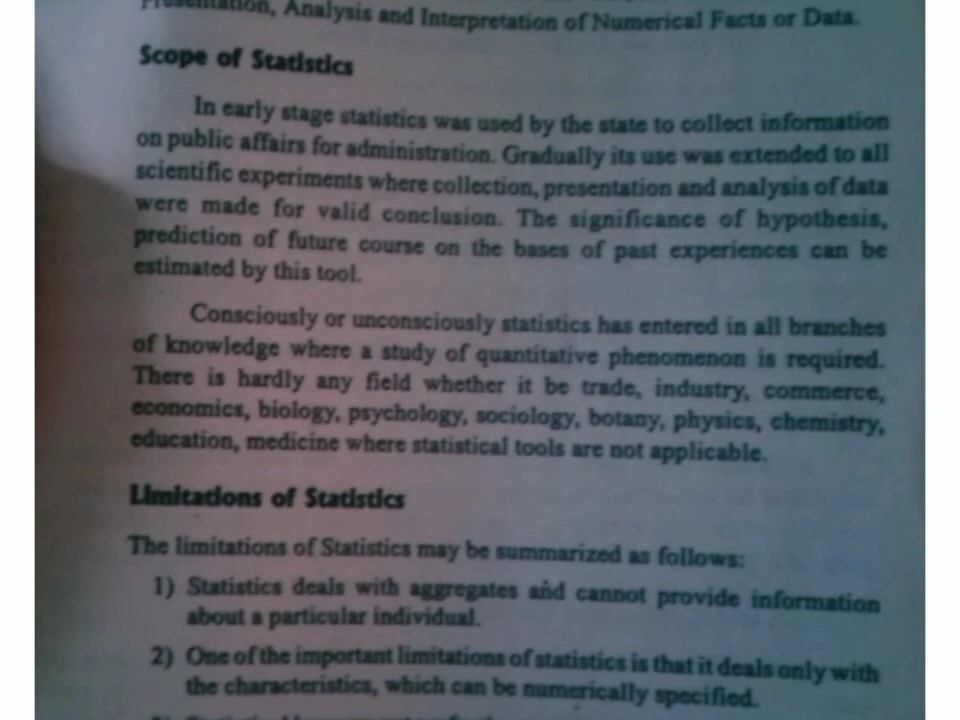 Presentation, Analysis and Interpretation of Numerical Facts or Data.
Scope of Statistics
In early stage statistics was used by the state to collect information
on public affairs for administration. Gradually its use was extended to all
scientific experiments where collection, presentation and analysis of data
were made for valid conclusion. The significance of hypothesis,
prediction of future course on the bases of past experiences can be
estimated by this tool.
Consciously or unconsciously statistics has entered in all branches
of knowledge where a study of quantitative phenomenon is required.
There is hardly any field whether it be trade, industry, commerce,
economics, biology, psychology, sociology, botany, physics, chemistry,
education, medicine where statistical tools are not applicable.
Limitations of Statistics
The limitations of Statistics may be summarized as follows:
1) Statistics deals with aggregates and cannot provide information
about a particular individual.
2) One of the important limitations of statistics is that it deals only with
the characteristics, which can be numerically specified.